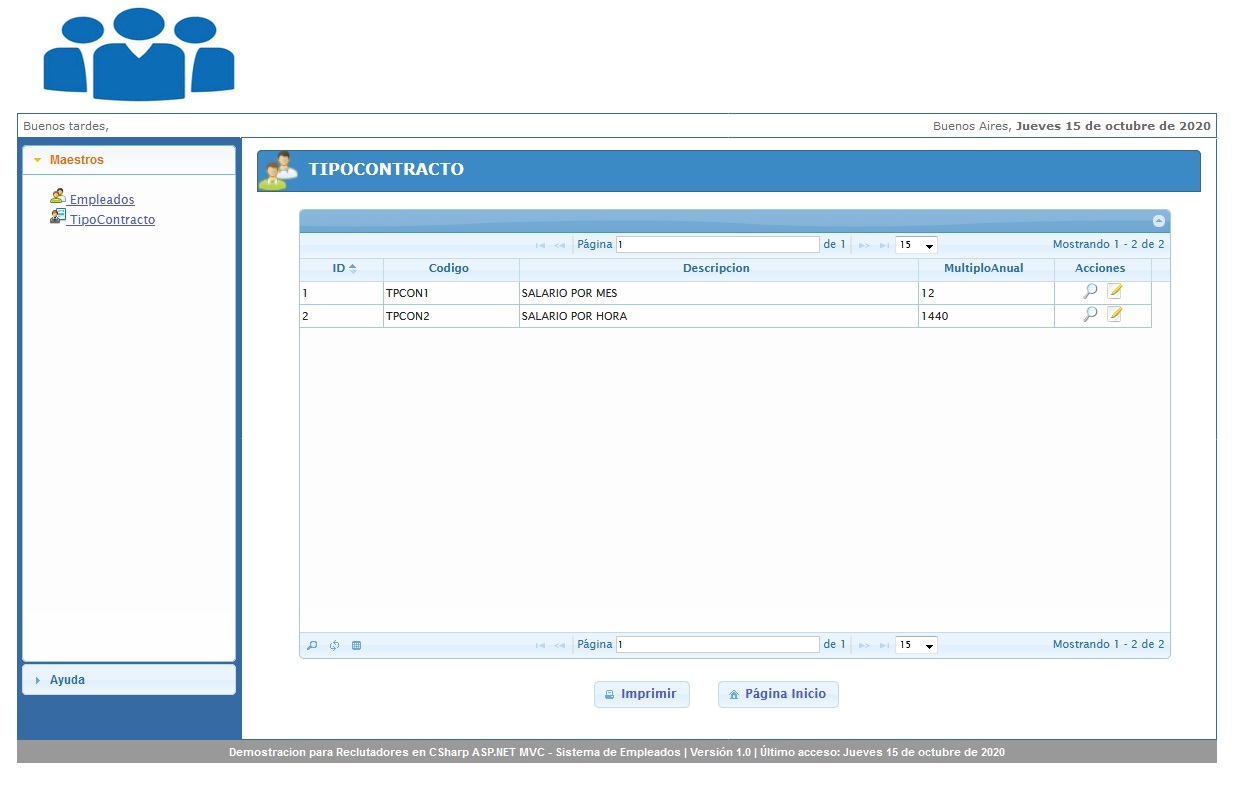 Buenos tardes,
Buenos Aires, Jueves 15 de octubre de 2020
Maestros
Empleados
TipoContracto
Ayuda
TIPOCONTRACTO
Página 1 de 1 15 Mostrando 1 - 2 de 2
ID Codigo Descripcion MultiploAnual Acciones
1 TPCON1 SALARIO POR MES 12
2 TPCON2 SALARIO POR HORA 1440
Página 1 de 1 15 Mostrando 1 - 2 de 2
Imprimir Página Inicio
Demostracion para Reclutadores en CSharp ASP.NET MVC - Sistema de Empleados | Versión 1.0 | Último acceso: Jueves 15 de octubre de 2020